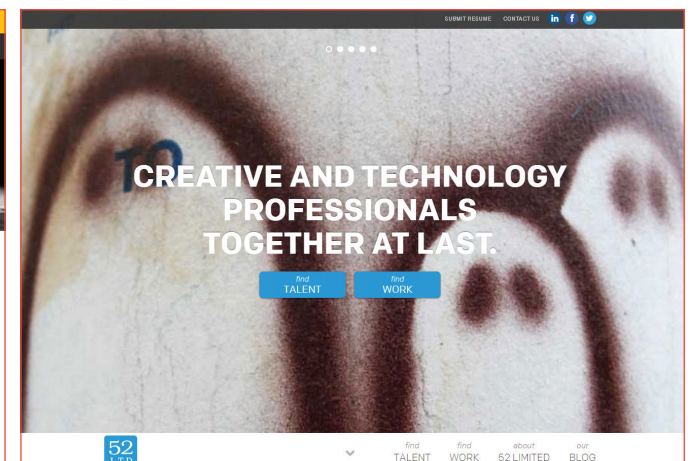 SUBMIT RESUME CONTACT US in f
TO
CREATIVE AND TECHNOLOGY
PROFESSIONALS
TOGETHER AT LAST.
find TALENT
find WORK
52
LTD
find TALENT
find WORK
about 52 LIMITED
our BLOG